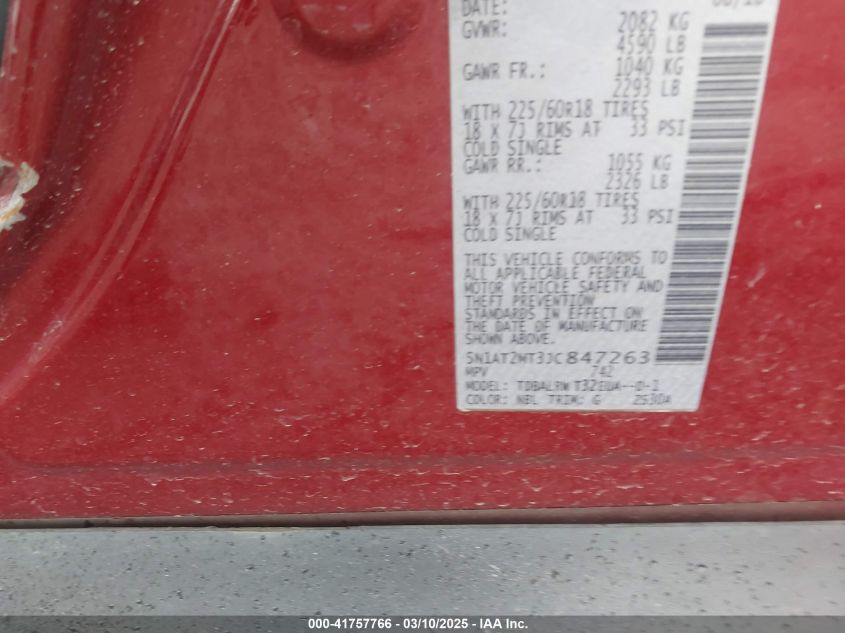 DATE:
GVWR: 2082 KG
4590 LB
GAWR FR.: 1040 KG
2293 LB
WITH 225/60R18 TIRES
18 X 7J RIMS AT 33 PSI
COLD SINGLE
GAWR RR.: 1055 KG
2326 LB
WITH 225/60R18 TIRES
18 X 7J RIMS AT 33 PSI
COLD SINGLE
THIS VEHICLE CONFORMS TO
ALL APPLICABLE FEDERAL
MOTOR VEHICLE SAFETY AND
THEFT PREVENTION
STANDARDS IN EFFECT ON
THE DATE OF MANUFACTURE
SHOWN ABOVE.
5N1AT2MT3JC847263
MPV 742
MODEL:
COLOR: NBL TRIM: G 2530A
000-41757766 - 03/10/2025 - IAA Inc.